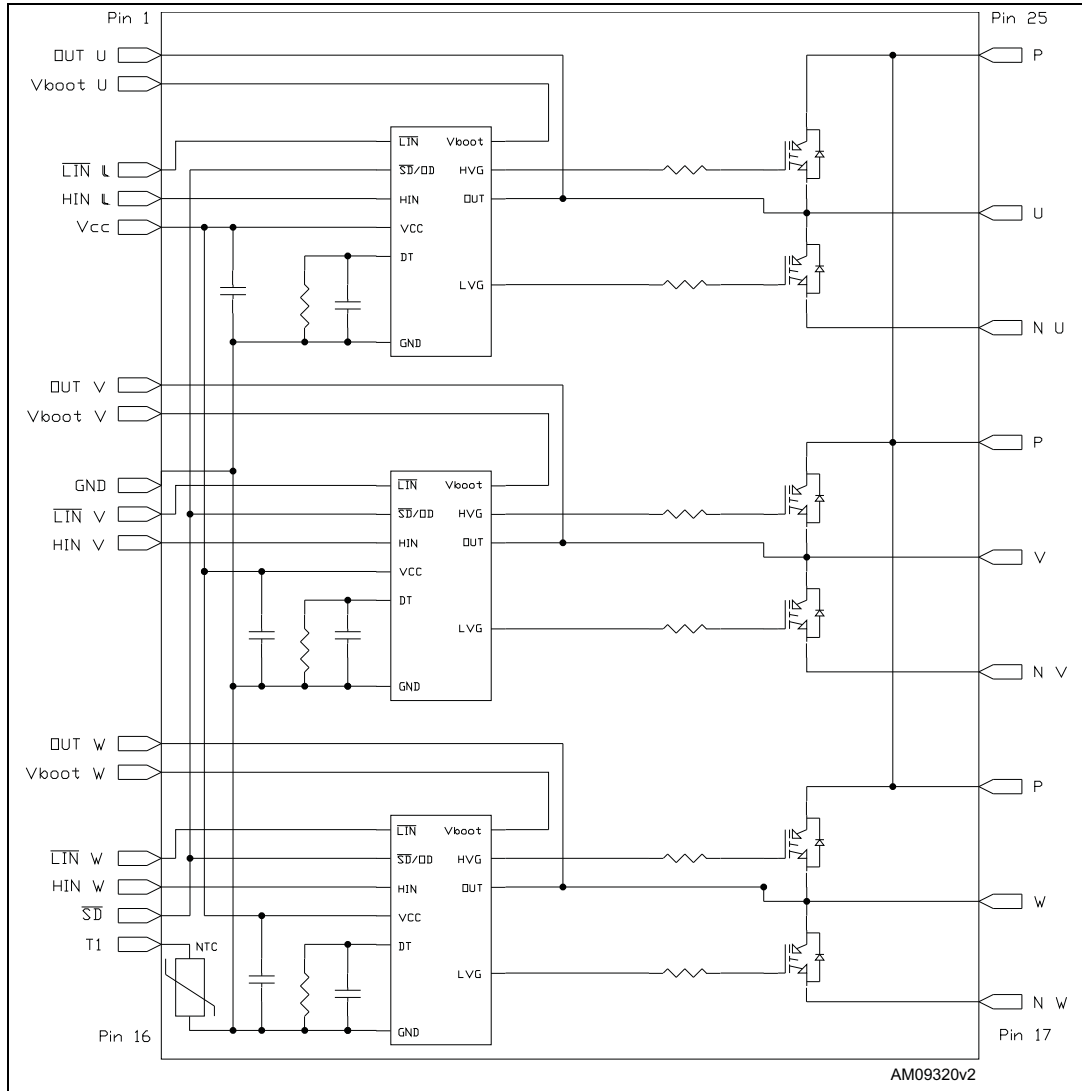 Pin 1
Pin 25
OUT U
P
Vboot U
LIN
Vboot
LIN U
SD/OD
HVG
HIN U
HIN
OUT
U
Vcc
VCC
DT
LVG
N U
GND
OUT V
Vboot V
P
GND
LIN
Vboot
LIN V
SD/OD
HVG
HIN V
HIN
OUT
V
VCC
DT
LVG
N V
GND
OUT W
Vboot W
P
LIN
Vboot
LIN W
SD/OD
HVG
HIN W
HIN
OUT
W
SD
VCC
T1
NTC
DT
LVG
N W
GND
Pin 16
Pin 17
AM09320v2